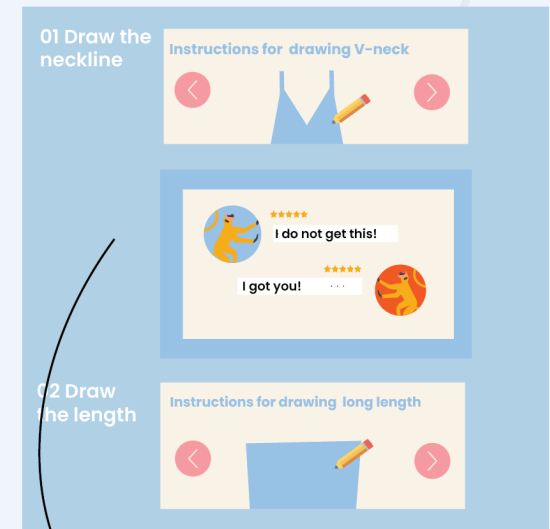 01 Draw the
neckline
Instructions for drawing V-neck
I do not get this!
I got you! ...
02 Draw
the length
Instructions for drawing long length